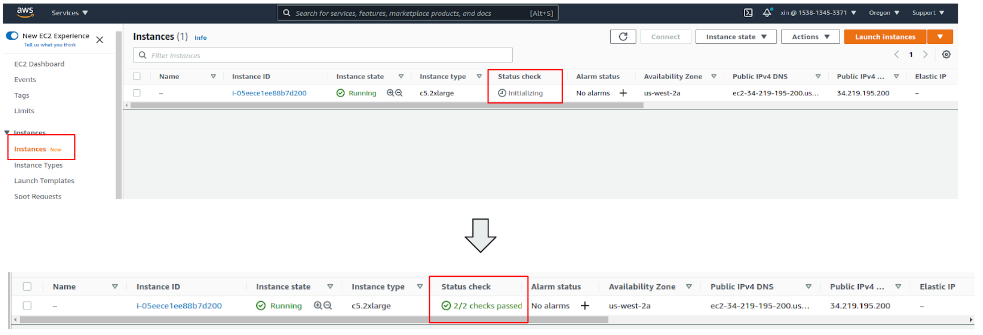 aws Services ▼ Search for services, features, marketplace products, and docs [Alt+S] xin @ 1538-1345-3371 ▼ Oregon ▼ Support ▼
New EC2 Experience
Tell us what you think
EC2 Dashboard
Events
Tags
Limits
Instances
Instances New
Instance Types
Launch Templates
Spot Requests
Instances (1) Info Connect Instance state ▼ Actions ▼ Launch instances ▼
Filter instances
1
Name Instance ID Instance state Instance type Status check Alarm status Availability Zone Public IPv4 DNS Public IPv4 ... Elastic IP
– i-05eece1ee88b7d200 Running c5.2xlarge Initializing No alarms + us-west-2a ec2-34-219-195-200.us... 34.219.195.200 –
Name Instance ID Instance state Instance type Status check Alarm status Availability Zone Public IPv4 DNS Public IPv4 ... Elastic IP
– i-05eece1ee88b7d200 Running c5.2xlarge 2/2 checks passed No alarms + us-west-2a ec2-34-219-195-200.us... 34.219.195.200 –